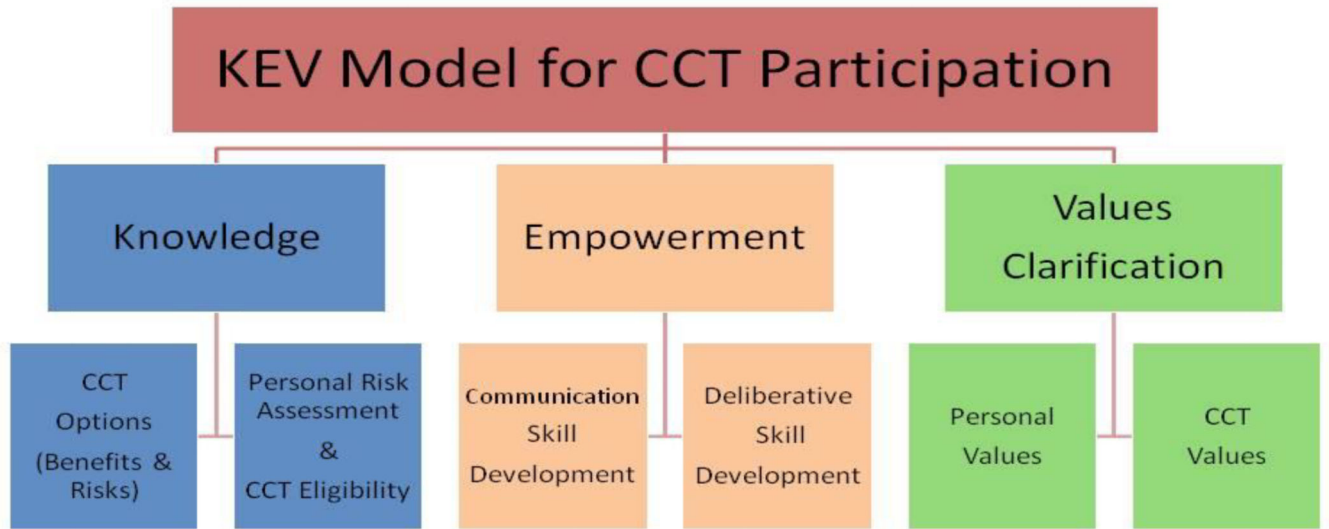 KEV Model for CCT Participation
Knowledge
Empowerment
Values
Clarification
CCT
Options
(Benefits &
Risks)
Personal Risk
Assessment
&
CCT Eligibility
Communication
Skill
Development
Deliberative
Skill
Development
Personal
Values
CCT
Values